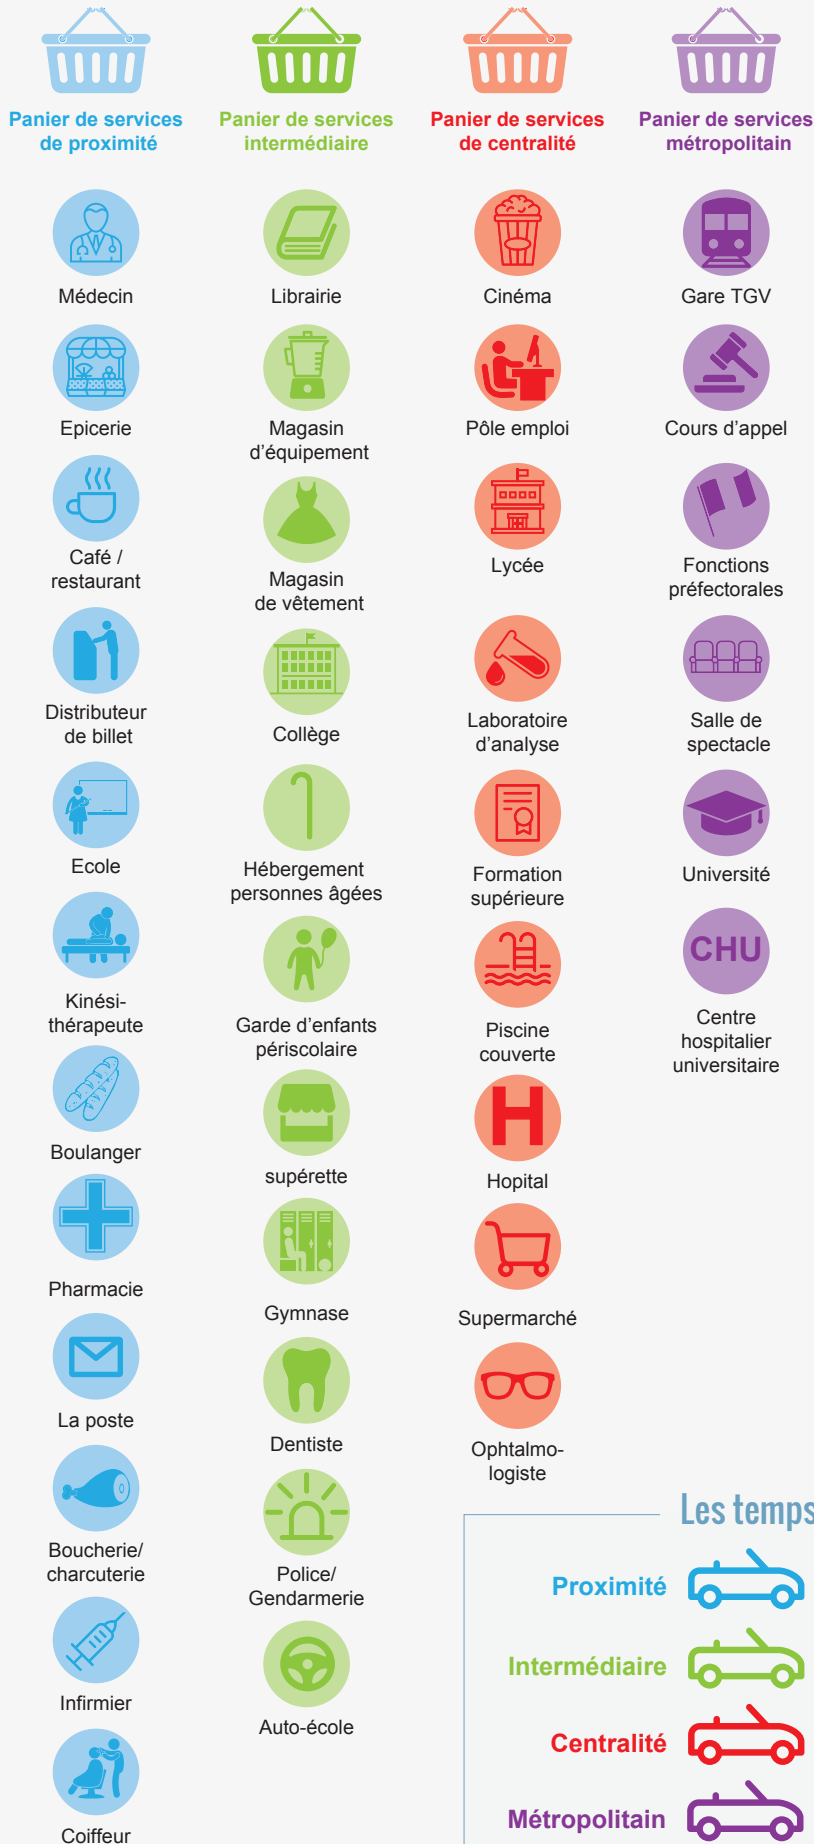 Panier de services
de proximité
Médecin
Epicerie
Café /
restaurant
Distributeur
de billet
Ecole
Kinési-
thérapeute
Boulanger
Pharmacie
La poste
Boucherie/
charcuterie
Infirmier
Coiffeur
Panier de services
intermédiaire
Librairie
Magasin
d'équipement
Magasin
de vêtement
Collège
Hébergement
personnes âgées
Garde d'enfants
périscolaire
supérette
Gymnase
Dentiste
Police/
Gendarmerie
Auto-école
Panier de services
de centralité
Cinéma
Pôle emploi
Lycée
Laboratoire
d'analyse
Formation
supérieure
Piscine
couverte
H
Hopital
Supermarché
Ophtalmo-
logiste
Panier de services
métropolitain
Gare TGV
Cours d'appel
Fonctions
préfectorales
Salle de
spectacle
Université
CHU
Centre
hospitalier
universitaire
Les temps
Proximité
Intermédiaire
Centralité
Métropolitain